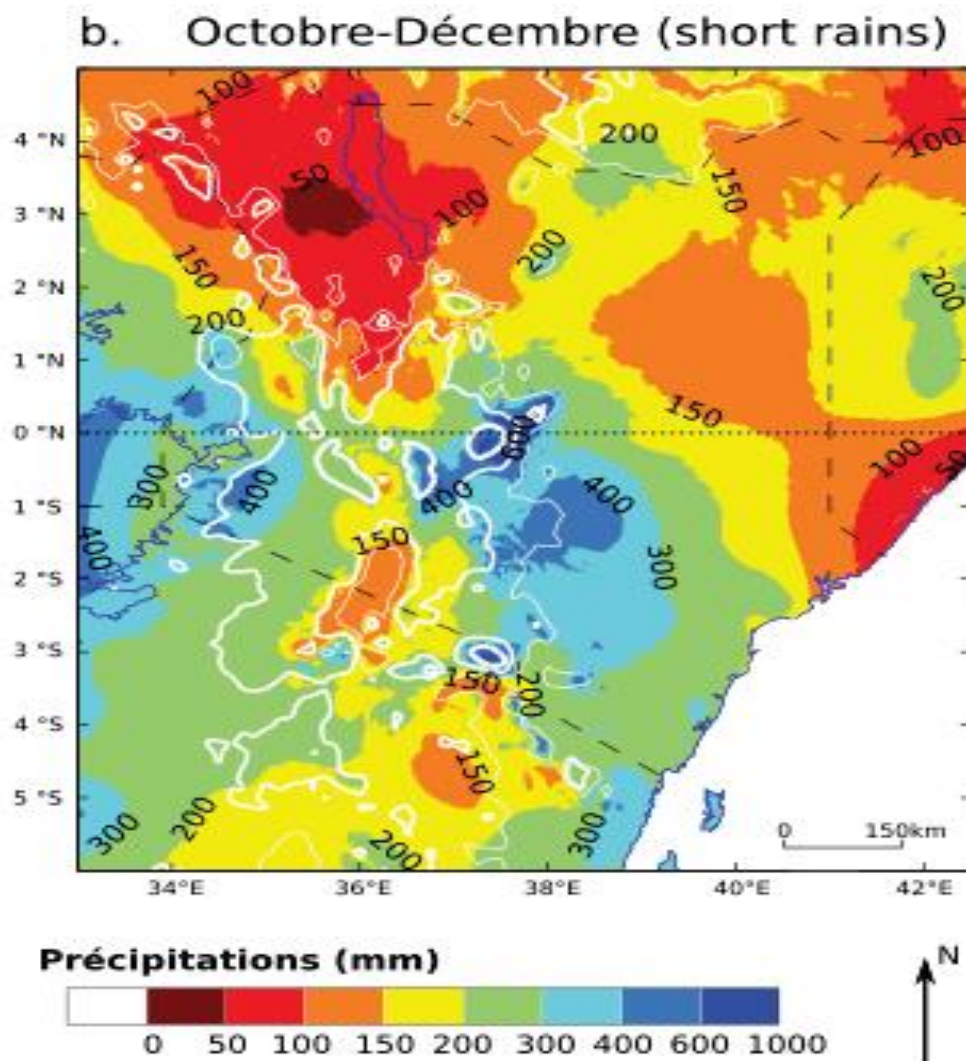 b. Octobre-Décembre (short rains)
100
200
4 °N
100
50
150
3 °N
100
200
150
200
2 °N
200
1 °N
150
0 °N
600
100
50
300
400
400
400
1 °S
400
150
300
2 °S
3 °S
150
200
4 °S
150
5 °S
300
200
200
300
0 150km
34°E 36°E 38°E 40°E 42°E
Précipitations (mm)
N
0 50 100 150 200 300 400 600 1000